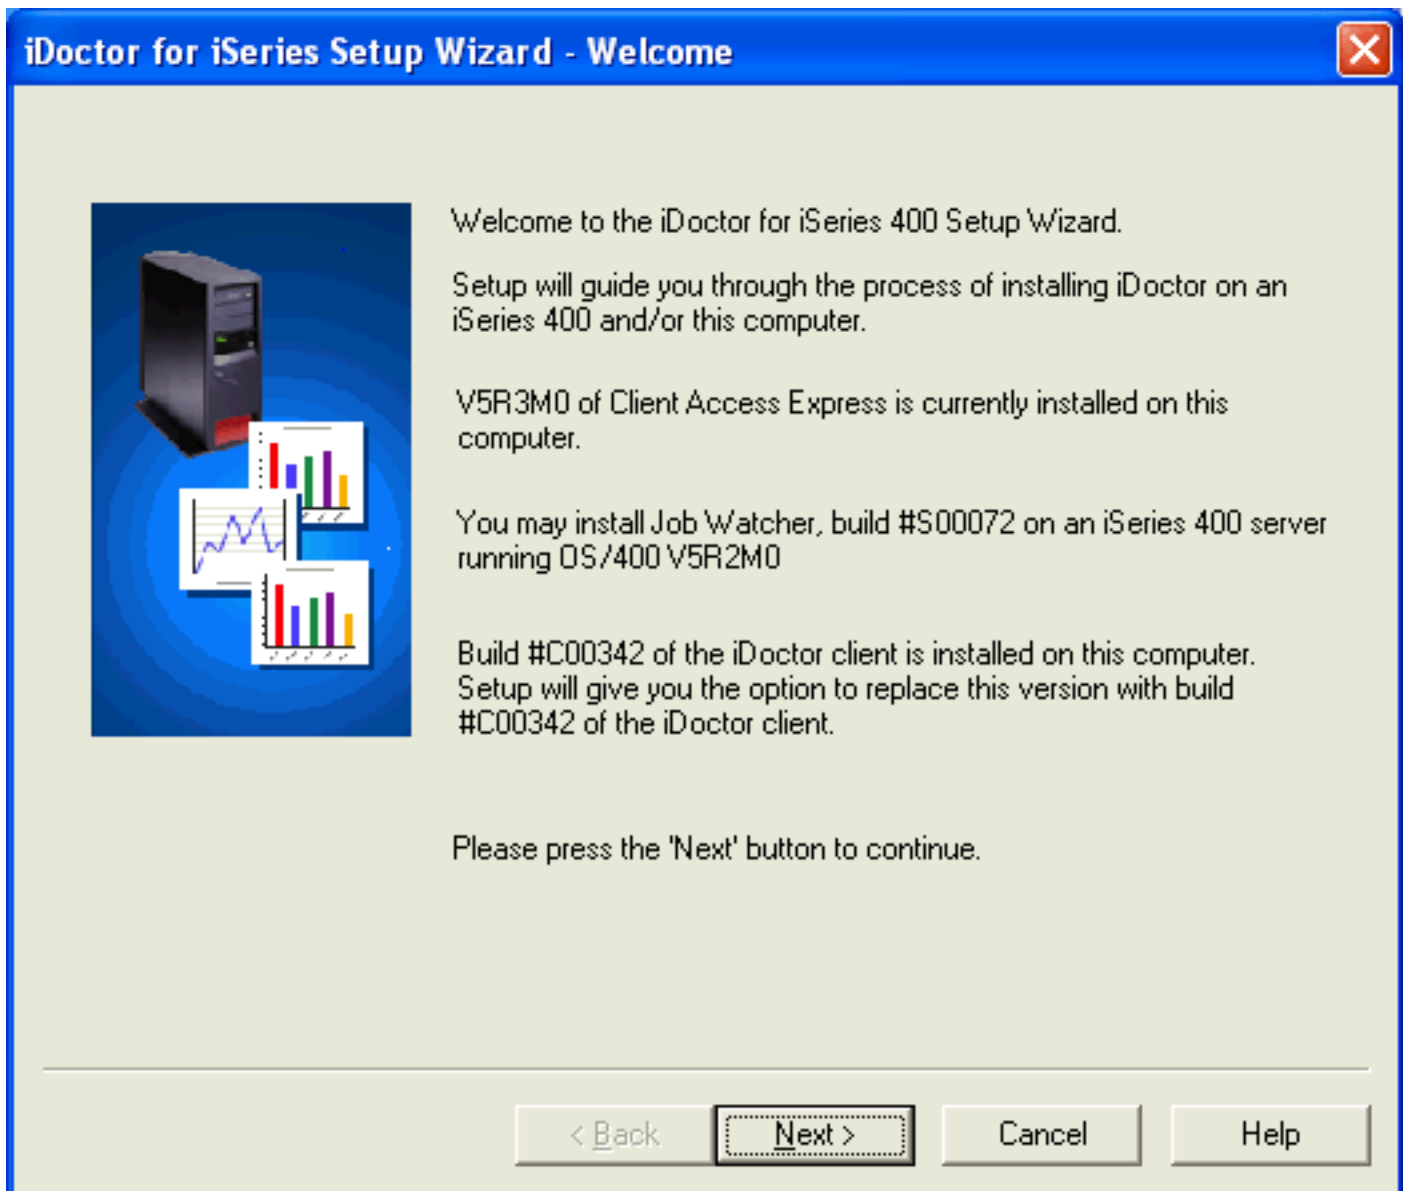 iDoctor for iSeries Setup Wizard - Welcome
Welcome to the iDoctor for iSeries 400 Setup Wizard.
Setup will guide you through the process of installing iDoctor on an
iSeries 400 and/or this computer.
V5R3M0 of Client Access Express is currently installed on this
computer.
You may install Job Watcher, build #S00072 on an iSeries 400 server
running OS/400 V5R2M0
Build #C00342 of the iDoctor client is installed on this computer.
Setup will give you the option to replace this version with build
#C00342 of the iDoctor client.
Please press the 'Next' button to continue.
< Back
Next >
Cancel
Help